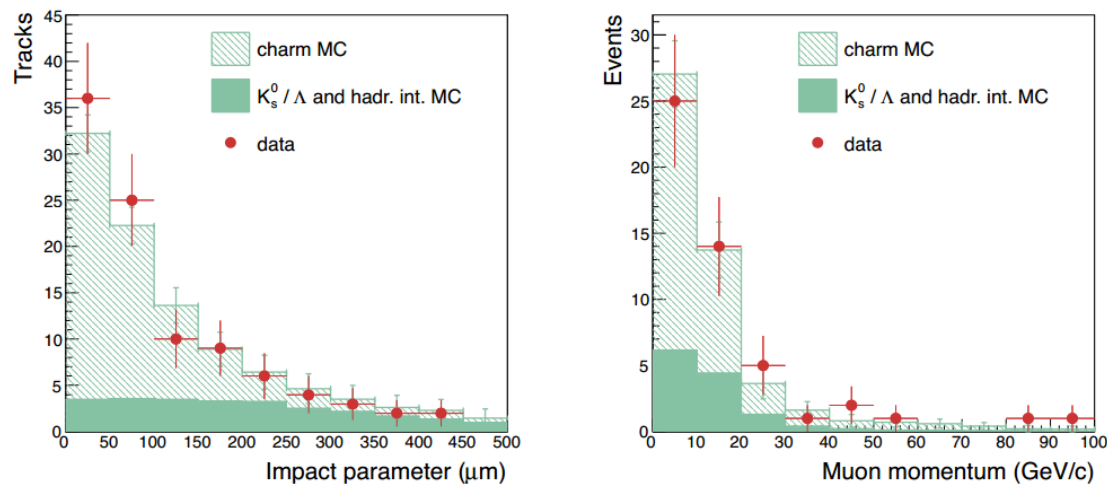 Tracks
45
40
35
30
25
20
15
10
5
0
charm MC
K⁰ₛ / Λ and hadr. int. MC
data
0 50 100 150 200 250 300 350 400 450 500
Impact parameter (μm)
Events
30
25
20
15
10
5
0
charm MC
K⁰ₛ / Λ and hadr. int. MC
data
0 10 20 30 40 50 60 70 80 90 100
Muon momentum (GeV/c)